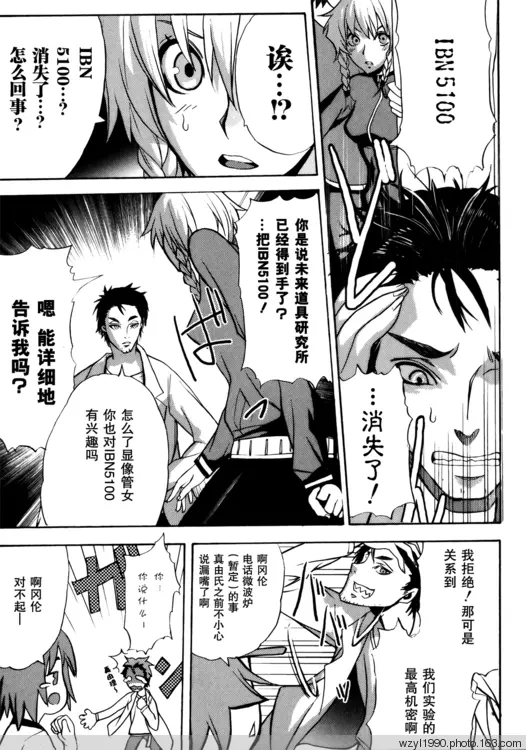 IBN5100
…消失了！
诶…!?
IBN
5100…?
消失了…?
怎么回事？
你是说未来道具研究所
已经得到手了?
…把IBN5100!
嗯 能详细地
告诉我吗？
怎么了显像管女
你也对IBN5100
有兴趣吗
我拒绝！那可是
关系到
我们实验的
最高机密啊
啊冈伦
电话微波炉
(暂定)的事
真由氏之前不小心
说漏嘴了啊
你
说什么
真由理
啊冈伦
对不起
wzyl1990.photo.163.com